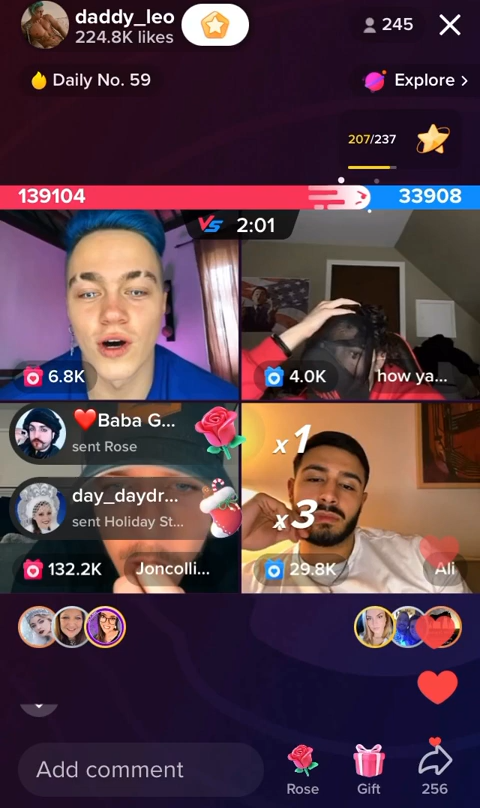 daddy_leo
224.8K likes
245
Daily No. 59
Explore >
207/237
139104
33908
VS 2:01
6.8K
4.0K
how ya...
❤️Baba G...
sent Rose
x1
day_daydr...
sent Holiday St...
x3
132.2K
Joncolli...
29.8K
Ali
Add comment
Rose
Gift
256